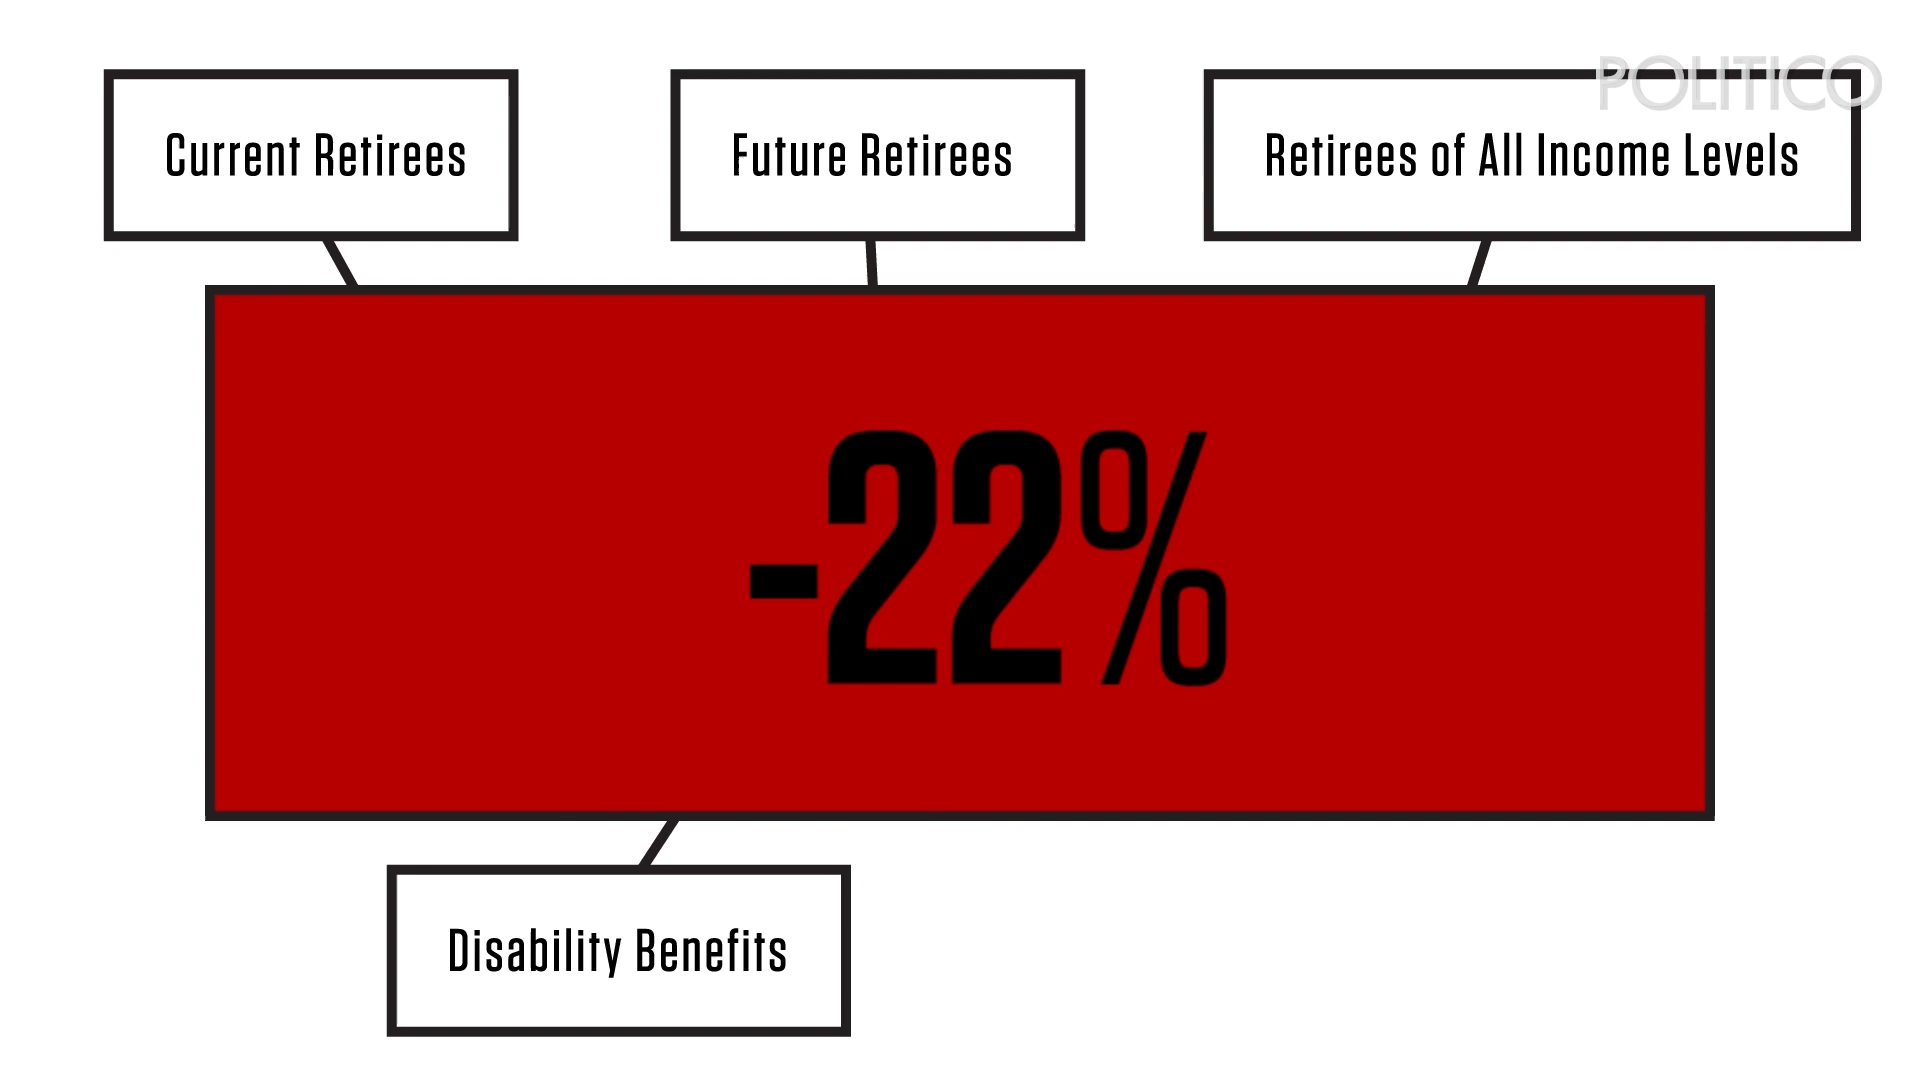 POLITICO
Current Retirees
Future Retirees
Retirees of All Income Levels
-22%
Disability Benefits